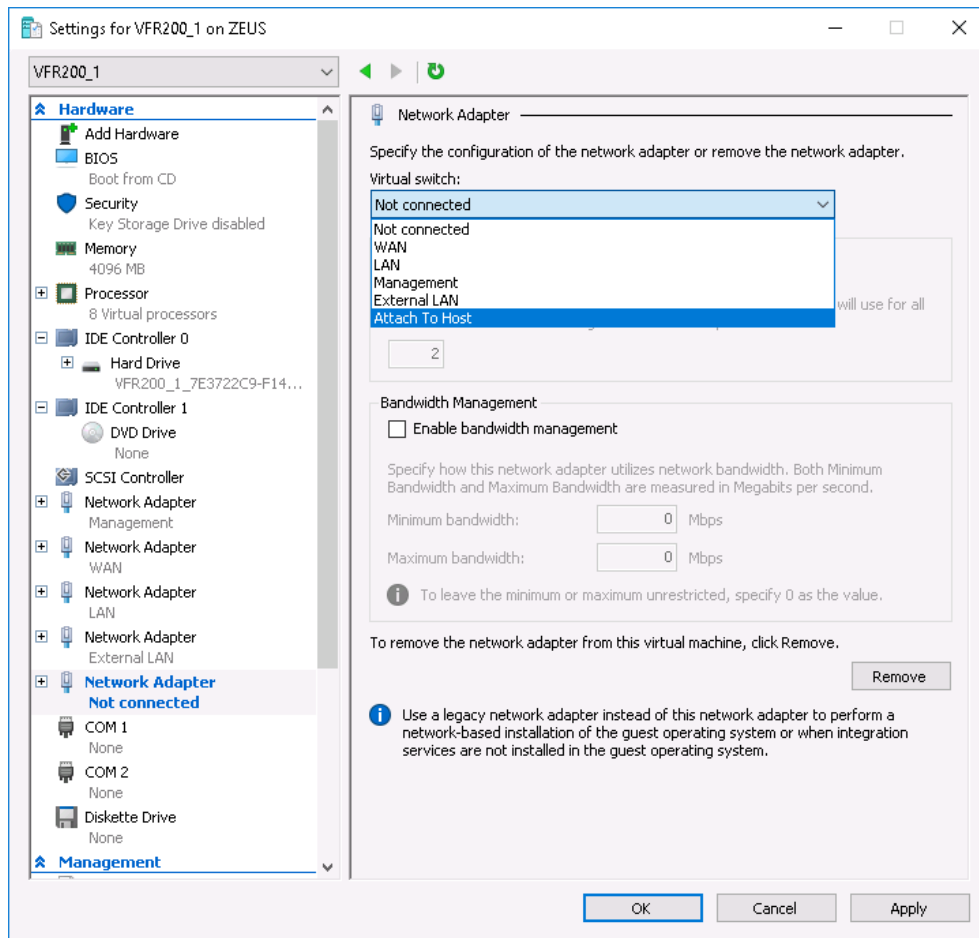 Settings for VFR200_1 on ZEUS
VFR200_1
Hardware
Add Hardware
BIOS
Boot from CD
Security
Key Storage Drive disabled
Memory
4096 MB
Processor
8 Virtual processors
IDE Controller 0
Hard Drive
VFR200_1_7E3722C9-F14...
IDE Controller 1
DVD Drive
None
SCSI Controller
Network Adapter
Management
Network Adapter
WAN
Network Adapter
LAN
Network Adapter
External LAN
Network Adapter
Not connected
COM 1
None
COM 2
None
Diskette Drive
None
Management
Network Adapter
Specify the configuration of the network adapter or remove the network adapter.
Virtual switch:
Not connected
Not connected
WAN
LAN
Management
External LAN
will use for all
Attach To Host
2
Bandwidth Management
Enable bandwidth management
Specify how this network adapter utilizes network bandwidth. Both Minimum
Bandwidth and Maximum Bandwidth are measured in Megabits per second.
Minimum bandwidth: 0 Mbps
Maximum bandwidth: 0 Mbps
To leave the minimum or maximum unrestricted, specify 0 as the value.
To remove the network adapter from this virtual machine, click Remove.
Remove
Use a legacy network adapter instead of this network adapter to perform a
network-based installation of the guest operating system or when integration
services are not installed in the guest operating system.
OK Cancel Apply